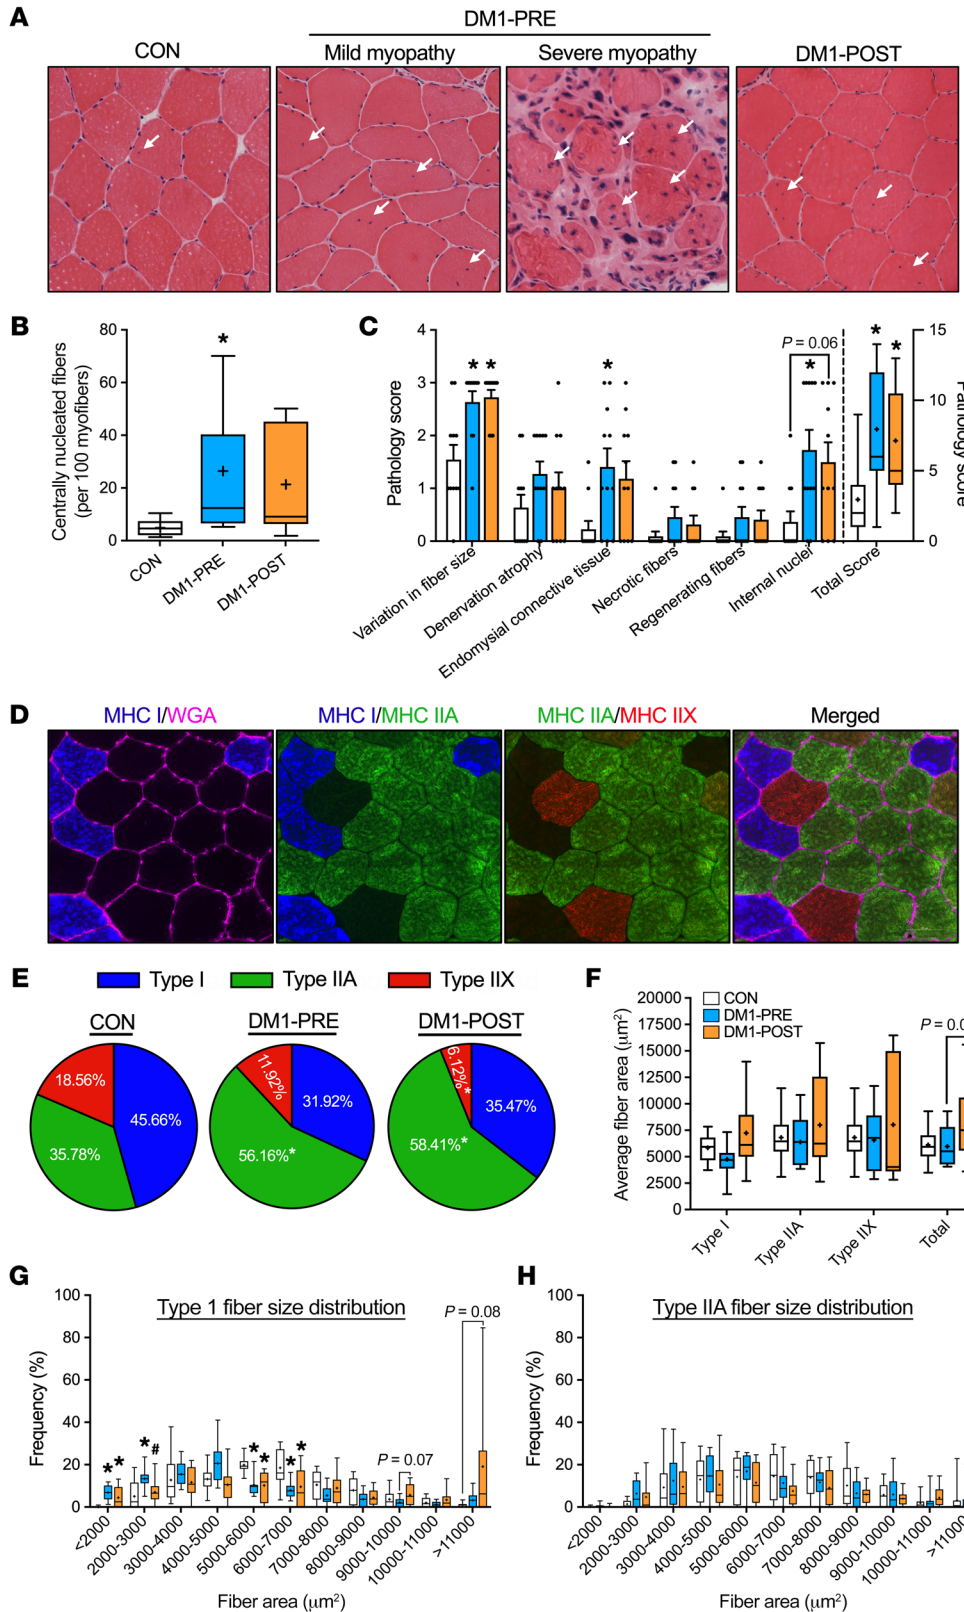 A
DM1-PRE
CON
Mild myopathy
Severe myopathy
DM1-POST
B
80
60
40
20
0
Centrally nucleated fibers
(per 100 myofibers)
*
CON
DM1-PRE
DM1-POST
C
4
3
2
1
0
Pathology score
* *
*
P = 0.06
*
*
*
15
10
5
0
Pathology score
Variation in fiber size
Denervation atrophy
Endomysial connective tissue
Necrotic fibers
Regenerating fibers
Internal nuclei
Total Score
D
MHC I/WGA
MHC I/MHC IIA
MHC IIA/MHC IIX
Merged
E
Type I
Type IIA
Type IIX
CON
DM1-PRE
DM1-POST
18.56%
45.66%
35.78%
11.92%
31.92%
56.16%*
6.12%*
35.47%
58.41%*
F
20000
17500
15000
12500
10000
7500
5000
2500
0
Average fiber area (μm²)
CON
DM1-PRE
DM1-POST
P = 0.0
Type I
Type IIA
Type IIX
Total
G
Type 1 fiber size distribution
100
80
60
40
20
0
Frequency (%)
* *
* #
* *
* *
P = 0.07
P = 0.08
<2000
2000-3000
3000-4000
4000-5000
5000-6000
6000-7000
7000-8000
8000-9000
9000-10000
10000-11000
>11000
Fiber area (μm²)
H
Type IIA fiber size distribution
100
80
60
40
20
0
Frequency (%)
<2000
2000-3000
3000-4000
4000-5000
5000-6000
6000-7000
7000-8000
8000-9000
9000-10000
10000-11000
>11000
Fiber area (μm²)